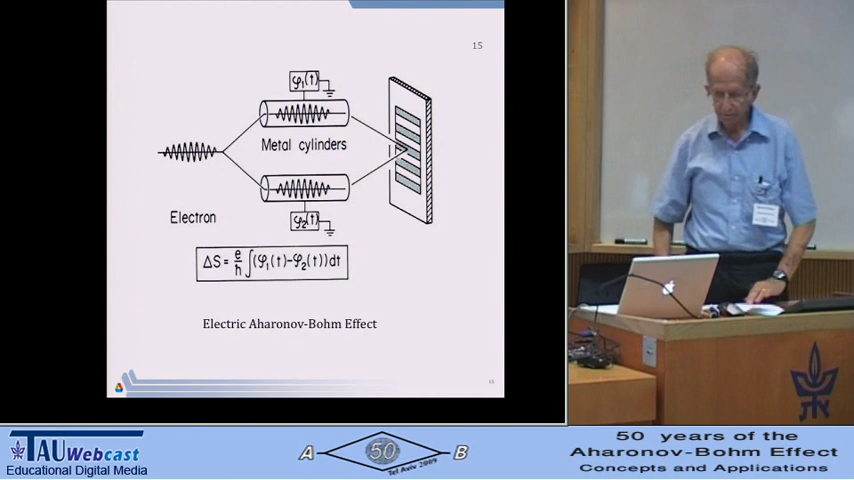 15
φ₁(t)
Metal cylinders
φ₂(t)
Electron
ΔS = e/ħ ∫(φ₁(t)-φ₂(t))dt
Electric Aharonov-Bohm Effect
TAU Webcast
Educational Digital Media
A 50 B
Tel Aviv 2009
50 years of the
Aharonov-Bohm Effect
Concepts and Applications